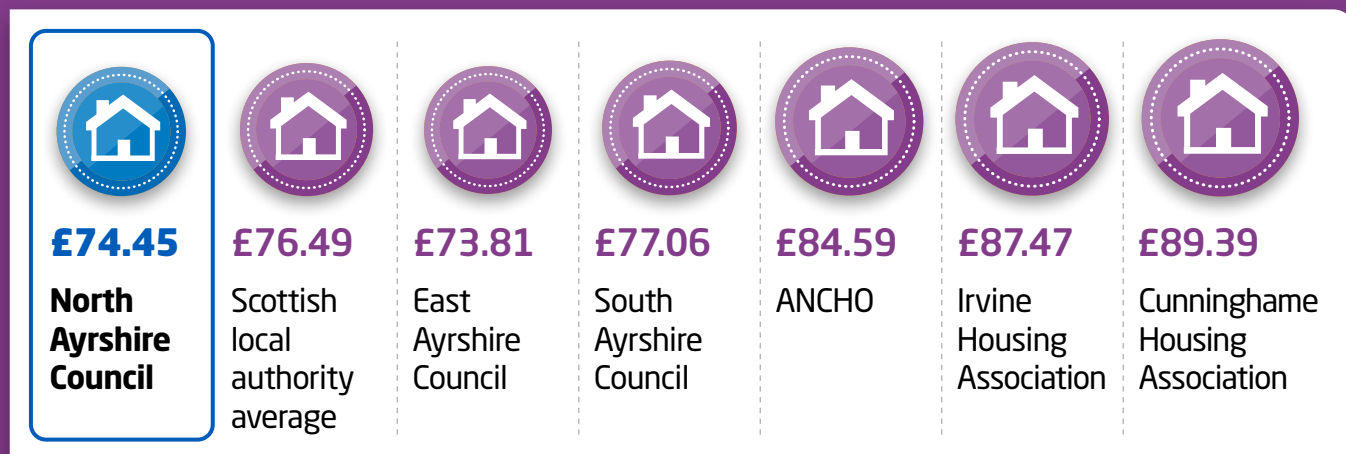 £74.45
North
Ayrshire
Council
£76.49
Scottish
local
authority
average
£73.81
East
Ayrshire
Council
£77.06
South
Ayrshire
Council
£84.59
ANCHO
£87.47
Irvine
Housing
Association
£89.39
Cunninghame
Housing
Association